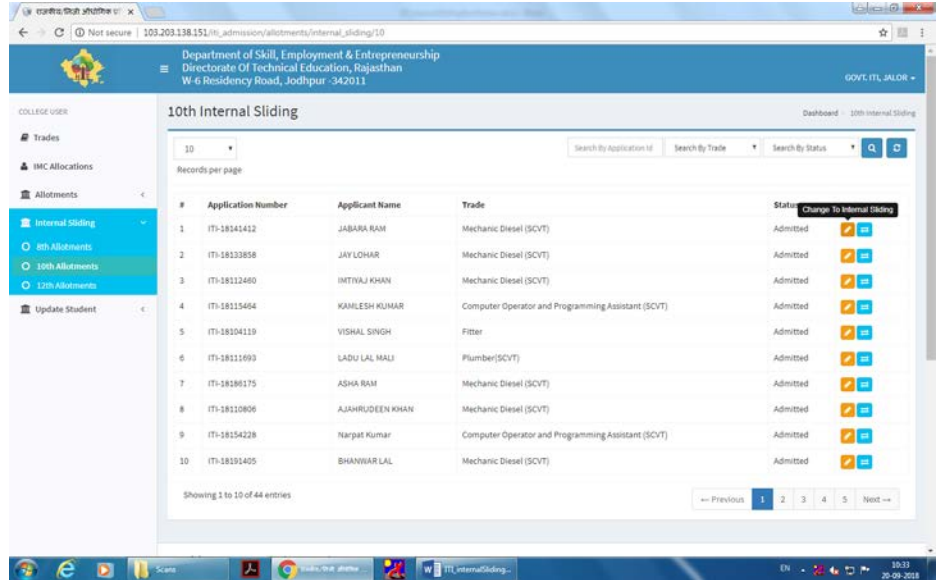 राजकीय/निजी औद्योगिक
Not secure | 103.203.138.151/iti_admission/allotments/internal_sliding/10
Department of Skill, Employment & Entrepreneurship
Directorate Of Technical Education, Rajasthan
W-6 Residency Road, Jodhpur -342011
GOVT. ITI, JALOR
COLLEGE USER
10th Internal Sliding
Dashboard 10th Internal Sliding
Trades
IMC Allocations
Allotments
Internal Sliding
8th Allotments
10th Allotments
12th Allotments
Update Student
10 Search By Application Id Search By Trade Search By Status
Records per page
# Application Number Applicant Name Trade Status
Change To Internal Sliding
1 ITI-18141412 JABARA RAM Mechanic Diesel (SCVT) Admitted
2 ITI-18133858 JAY LOHAR Mechanic Diesel (SCVT) Admitted
3 ITI-18112460 IMTIYAJ KHAN Mechanic Diesel (SCVT) Admitted
4 ITI-18115464 KAMLESH KUMAR Computer Operator and Programming Assistant (SCVT) Admitted
5 ITI-18104119 VISHAL SINGH Fitter Admitted
6 ITI-18111693 LADU LAL MALI Plumber(SCVT) Admitted
7 ITI-18186175 ASHA RAM Mechanic Diesel (SCVT) Admitted
8 ITI-18110806 AJAHRUDEEN KHAN Mechanic Diesel (SCVT) Admitted
9 ITI-18154228 Narpat Kumar Computer Operator and Programming Assistant (SCVT) Admitted
10 ITI-18191405 BHANWAR LAL Mechanic Diesel (SCVT) Admitted
Showing 1 to 10 of 44 entries
← Previous 1 2 3 4 5 Next →
Scans
ITI_internalSliding...
EN
10:33
20-09-2018